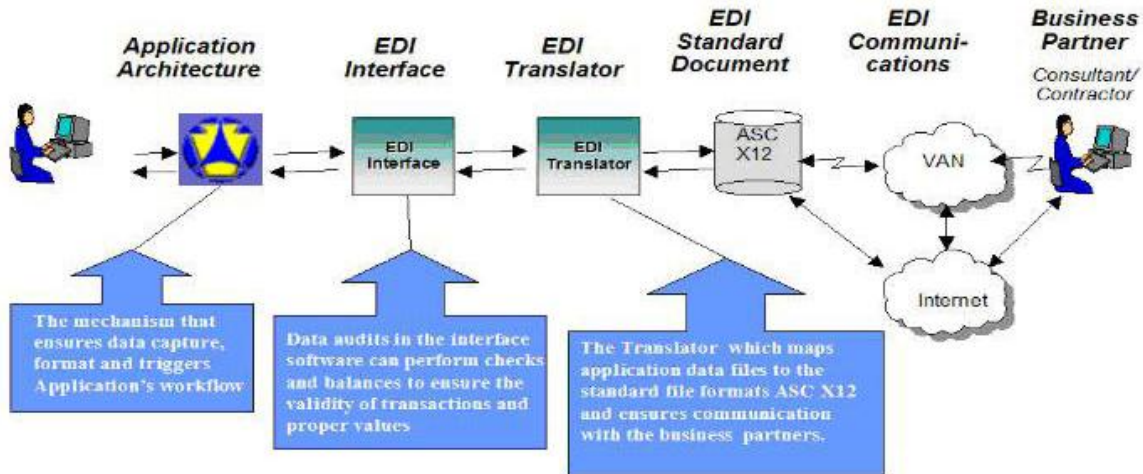 Application
Architecture
EDI
Interface
EDI
Translator
EDI
Standard
Document
EDI
Communi-
cations
Business
Partner
Consultant/
Contractor
EDI
Interface
EDI
Translator
ASC
X12
VAN
Internet
The mechanism that
ensures data capture,
format and triggers
Application's workflow
Data audits in the interface
software can perform checks
and balances to ensure the
validity of transactions and
proper values
The Translator which maps
application data files to the
standard file formats ASC X12
and ensures communication
with the business partners.